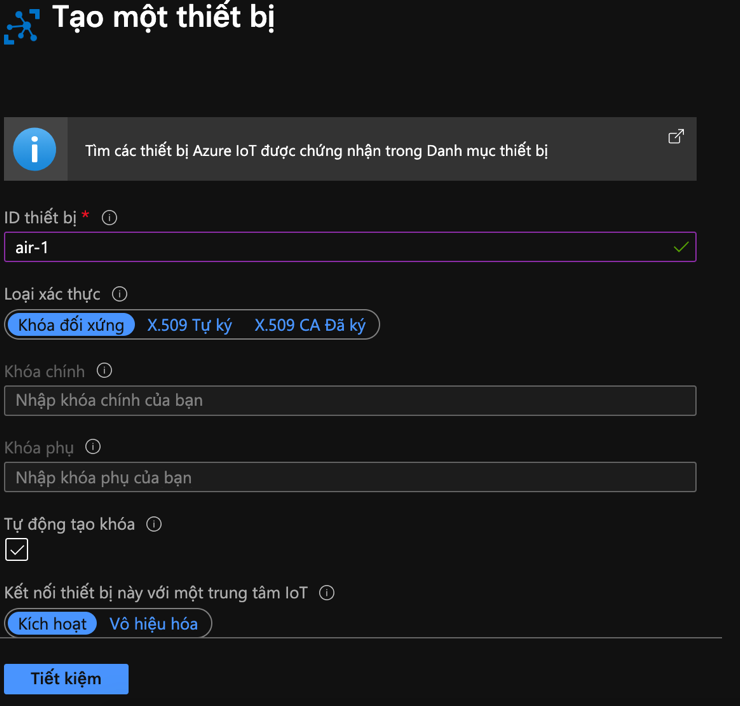 Tạo một thiết bị
Tìm các thiết bị Azure IoT được chứng nhận trong Danh mục thiết bị
ID thiết bị *
air-1
Loại xác thực
Khóa đối xứng X.509 Tự ký X.509 CA Đã ký
Khóa chính
Nhập khóa chính của bạn
Khóa phụ
Nhập khóa phụ của bạn
Tự động tạo khóa
Kết nối thiết bị này với một trung tâm IoT
Kích hoạt Vô hiệu hóa
Tiết kiệm